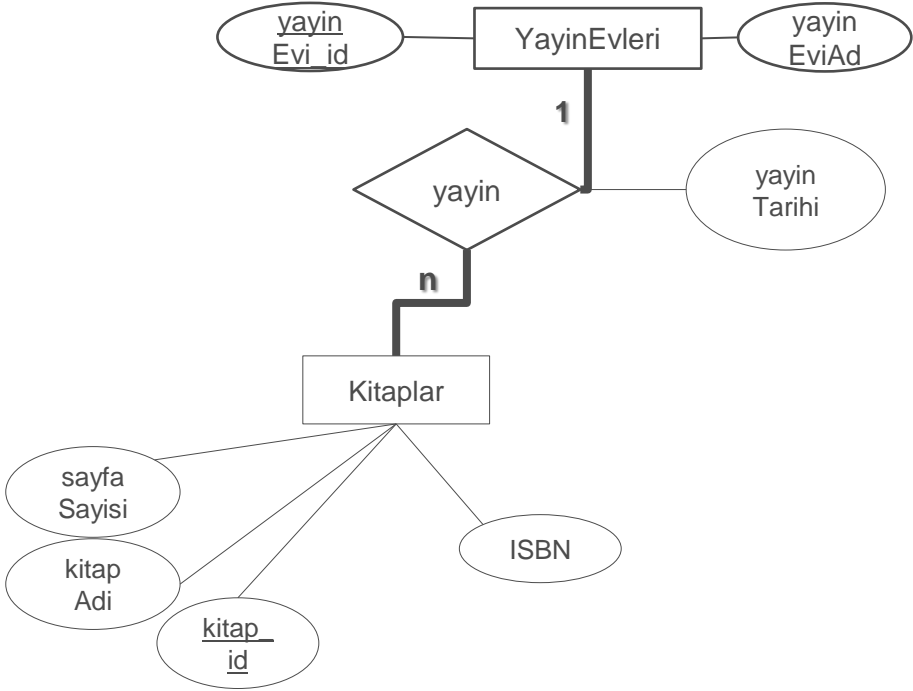 yayin
Evi_id
YayinEvleri
yayin
EviAd
1
yayin
yayin
Tarihi
n
Kitaplar
sayfa
Sayisi
ISBN
kitap
Adi
kitap_
id